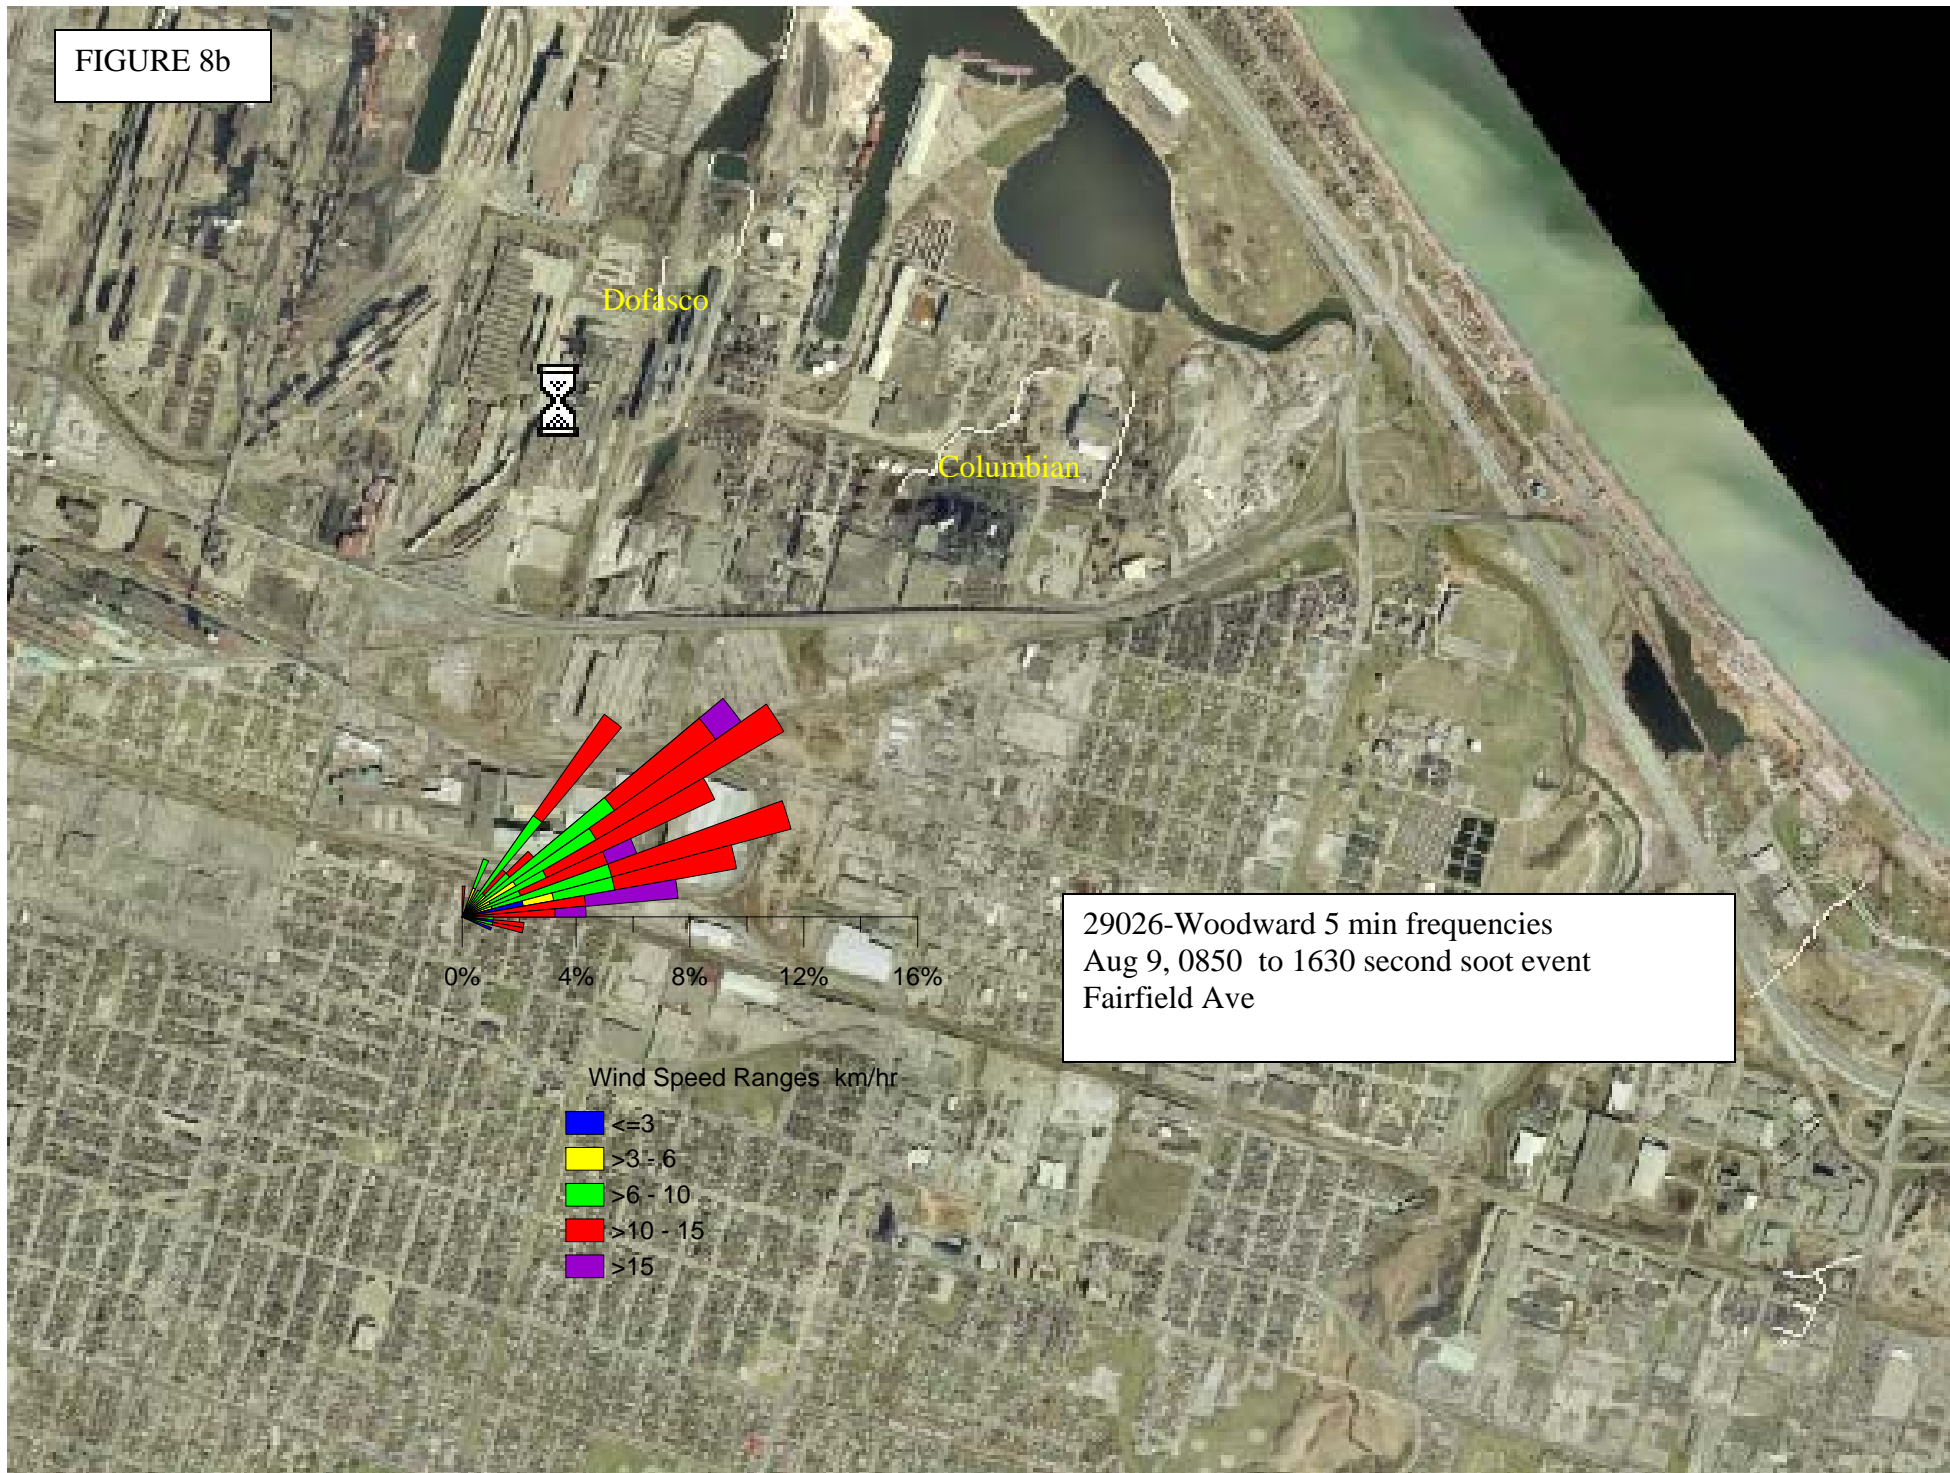 FIGURE 8b
Dofasco
Columbian
0% 4% 8% 12% 16%
29026-Woodward 5 min frequencies
Aug 9, 0850  to 1630 second soot event
Fairfield Ave
Wind Speed Ranges  km/hr
<=3
>3 - 6
>6 - 10
>10 - 15
>15